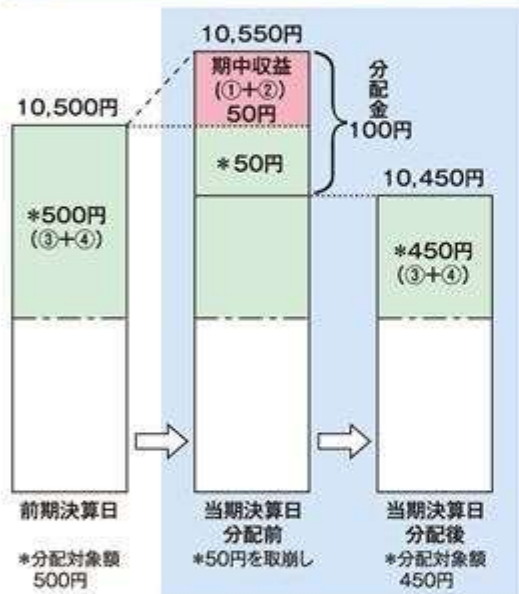 10,500円
*500円
(③+④)
前期決算日
*分配対象額
500円
10,550円
期中収益
(①+②)
50円
*50円
分配金
100円
当期決算日
分配前
*50円を取崩し
10,450円
*450円
(③+④)
当期決算日
分配後
*分配対象額
450円